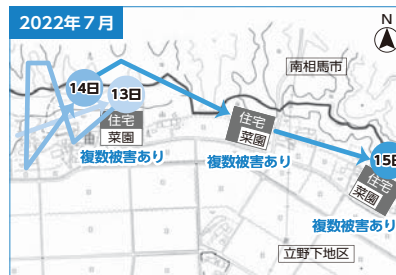 2022年7月
N
南相馬市
14日
13日
住宅
菜園
複数被害あり
住宅
菜園
複数被害あり
15日
住宅
菜園
複数被害あり
立野下地区